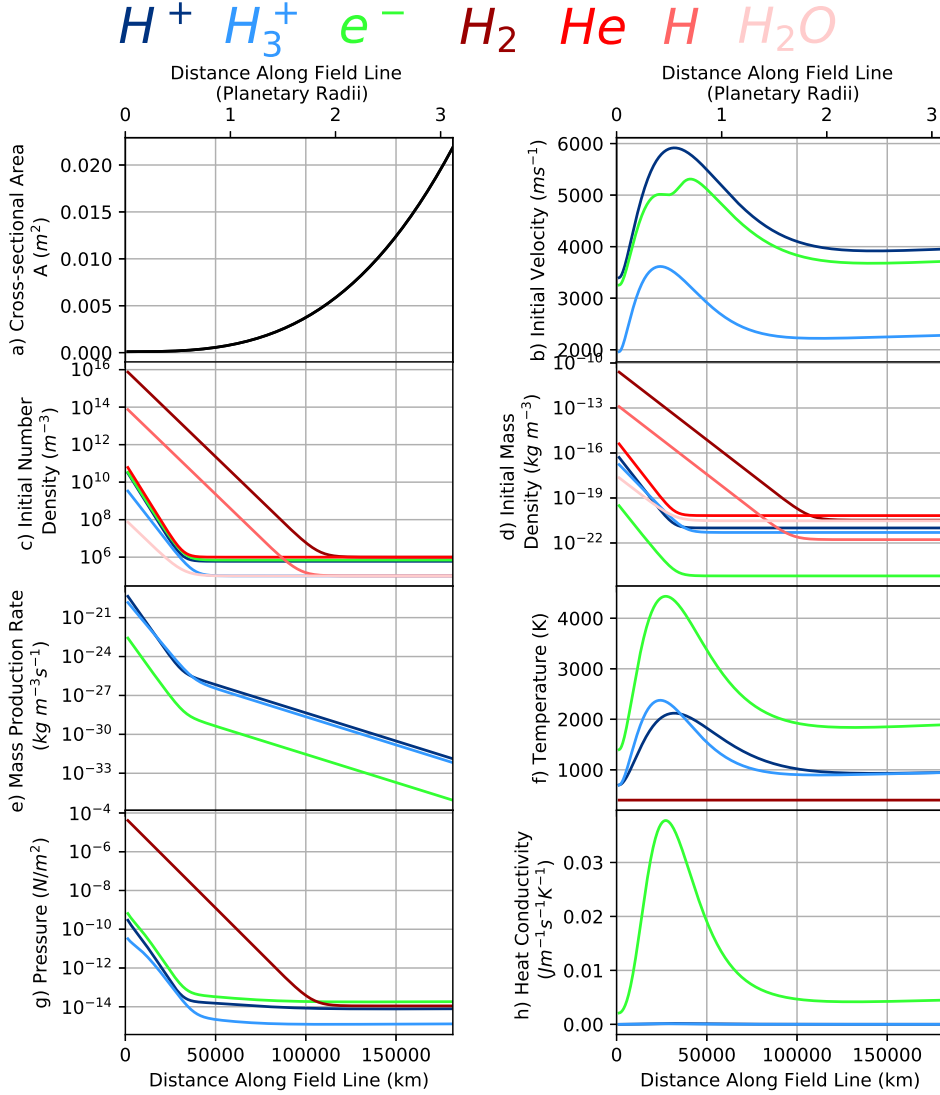 H⁺ H₃⁺ e⁻ H₂ He H H₂O
Distance Along Field Line
(Planetary Radii)
0 1 2 3
a) Cross-sectional Area
A (m²)
0.020
0.015
0.010
0.005
0.000
Distance Along Field Line
(Planetary Radii)
0 1 2 3
b) Initial Velocity (ms⁻¹)
6000
5000
4000
3000
2000
c) Initial Number
Density (m⁻³)
10¹⁶
10¹⁴
10¹²
10¹⁰
10⁸
10⁶
d) Initial Mass
Density (kg m⁻³)
10⁻¹⁰
10⁻¹³
10⁻¹⁶
10⁻¹⁹
10⁻²²
e) Mass Production Rate
(kg m⁻³s⁻¹)
10⁻²¹
10⁻²⁴
10⁻²⁷
10⁻³⁰
10⁻³³
f) Temperature (K)
4000
3000
2000
1000
g) Pressure (N/m²)
10⁻⁴
10⁻⁶
10⁻⁸
10⁻¹⁰
10⁻¹²
10⁻¹⁴
0 50000 100000 150000
Distance Along Field Line (km)
h) Heat Conductivity
(Jm⁻¹s⁻¹K⁻¹)
0.03
0.02
0.01
0.00
0 50000 100000 150000
Distance Along Field Line (km)